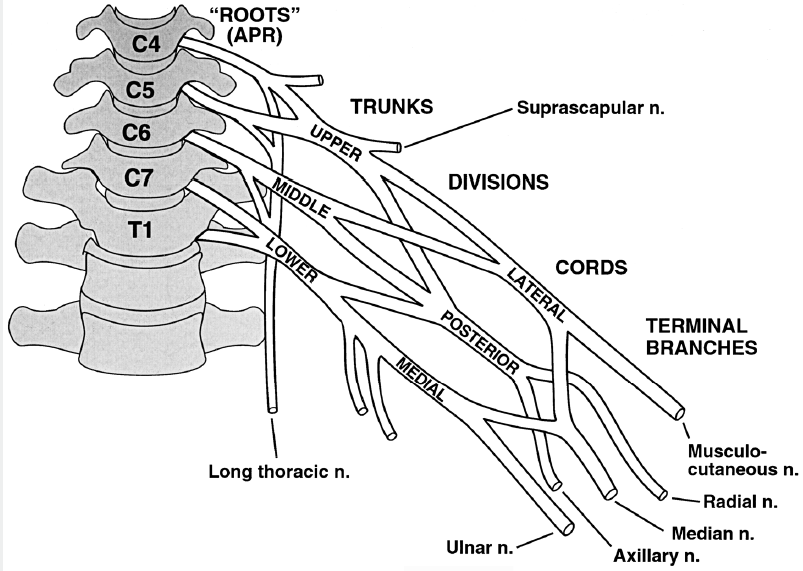 “ROOTS”
(APR)
C4
C5
C6
C7
T1
TRUNKS
Suprascapular n.
UPPER
MIDDLE
LOWER
DIVISIONS
CORDS
LATERAL
POSTERIOR
MEDIAL
TERMINAL
BRANCHES
Musculo-
cutaneous n.
Radial n.
Median n.
Axillary n.
Ulnar n.
Long thoracic n.